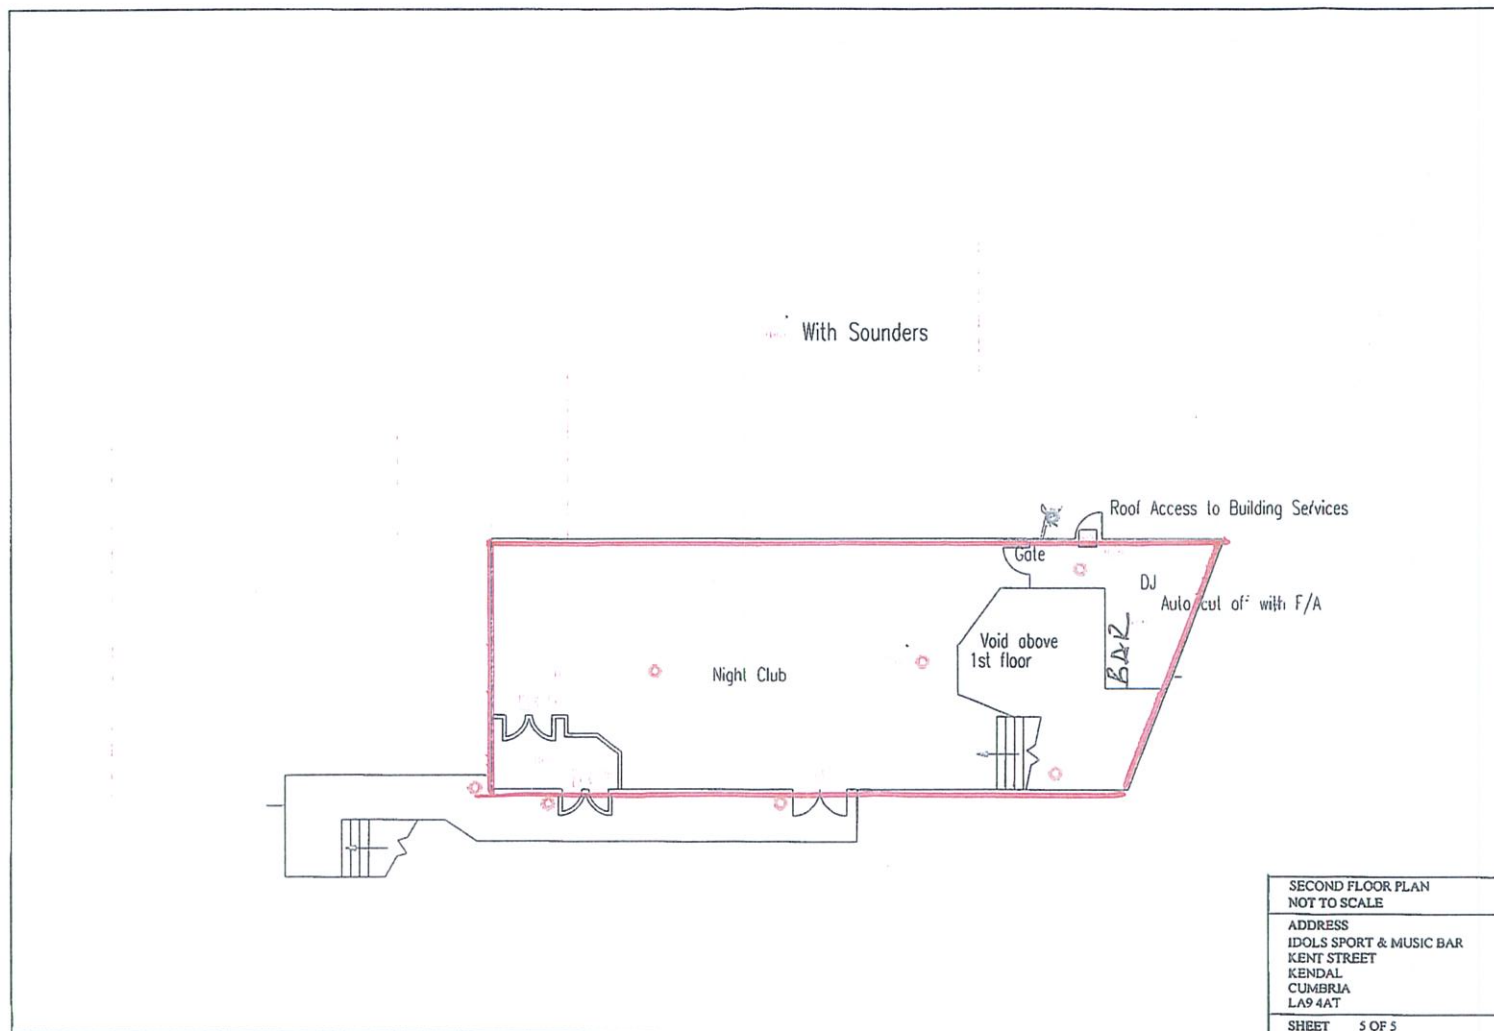 With Sounders
Roof Access to Building Services
Gate
DJ
Auto cut off with F/A
Void above
1st floor
BAR
Night Club
SECOND FLOOR PLAN
NOT TO SCALE
ADDRESS
IDOLS SPORT & MUSIC BAR
KENT STREET
KENDAL
CUMBRIA
LA9 4AT
SHEET 5 OF 5